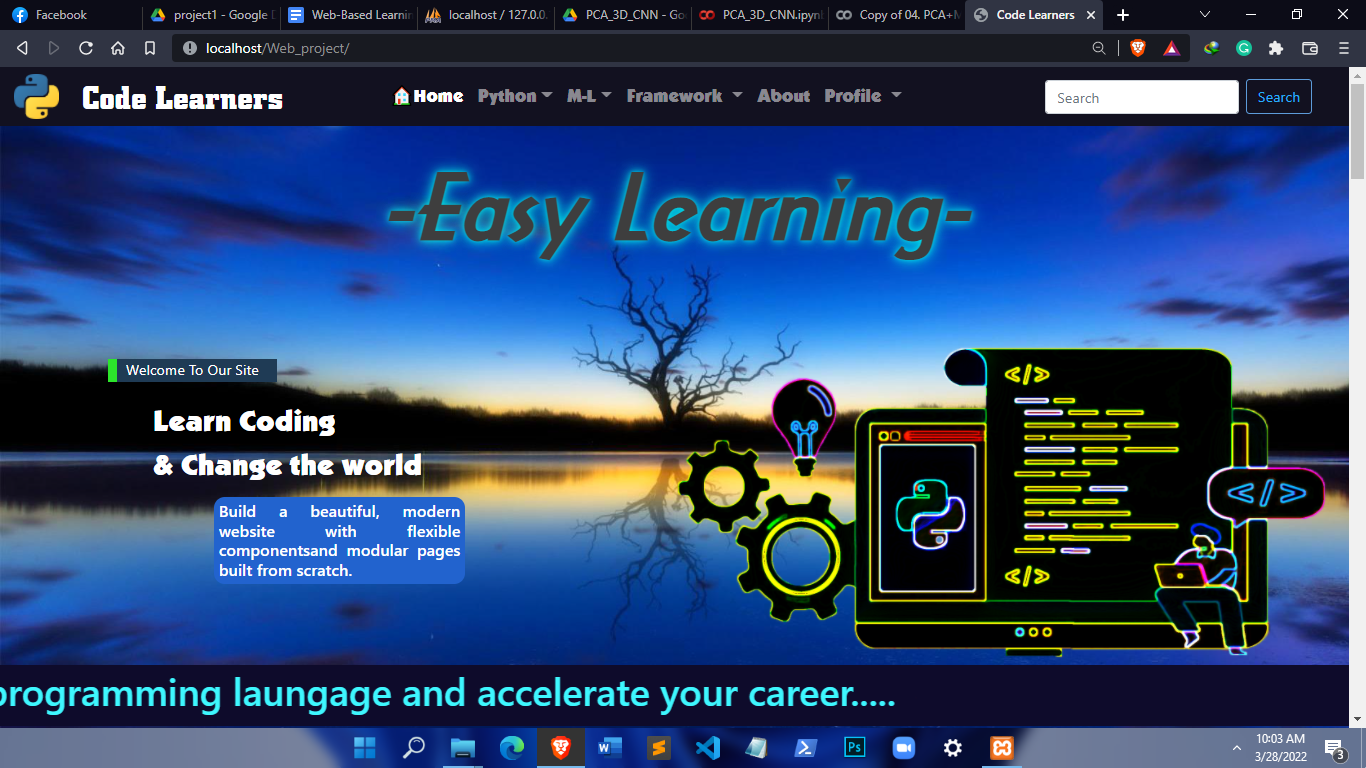 Facebook
project1 - Google D
Web-Based Learnin
localhost / 127.0.0.
PCA_3D_CNN - Goo
PCA_3D_CNN.ipynb
Copy of 04. PCA+M
Code Learners
localhost/Web_project/
Code Learners
Home Python M-L Framework About Profile
Search
Search
-Easy Learning-
Welcome To Our Site
Learn Coding
& Change the world
Build a beautiful, modern
website with flexible
componentsand modular pages
built from scratch.
</>
</>
</>
programming laungage and accelerate your career.....
W
Ps
10:03 AM
3/28/2022
3